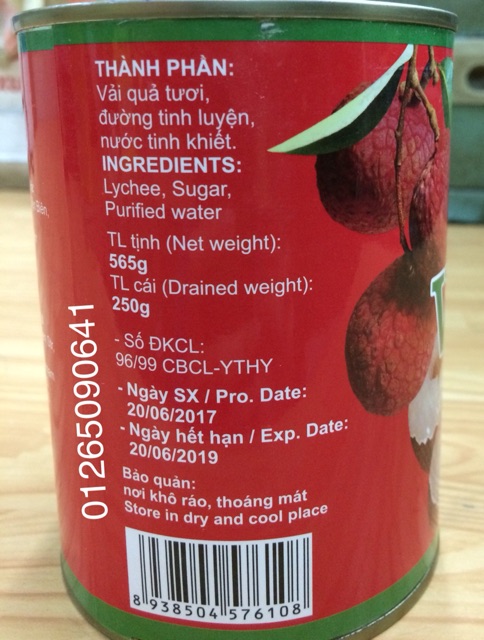 THÀNH PHẦN:
Vải quả tươi,
đường tinh luyện,
nước tinh khiết.
INGREDIENTS:
Lychee, Sugar,
Purified water
TL tịnh (Net weight):
565g
TL cái (Drained weight):
250g
- Số ĐKCL:
96/99 CBCL-YTHY
- Ngày SX / Pro. Date:
20/06/2017
- Ngày hết hạn / Exp. Date:
20/06/2019
Bảo quản:
nơi khô ráo, thoáng mát
Store in dry and cool place
8 938504 576108
01265090641